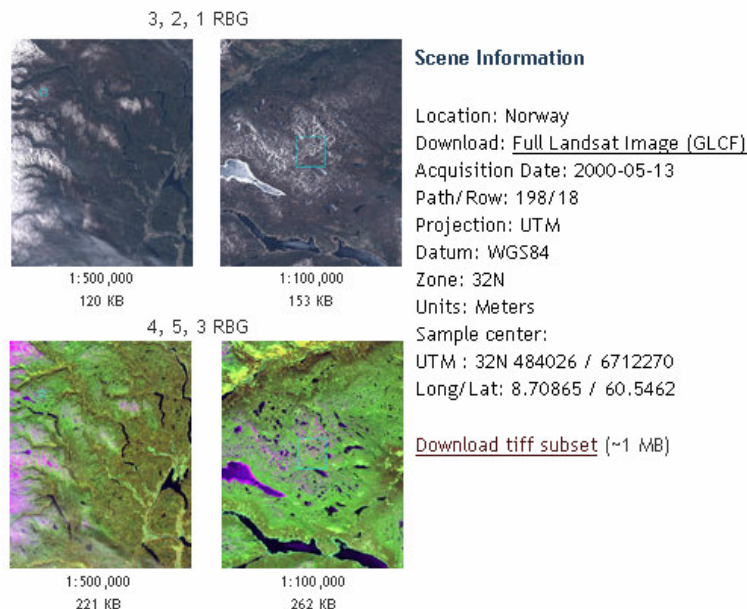 3, 2, 1 RBG
1:500,000
120 KB
1:100,000
153 KB
4, 5, 3 RBG
1:500,000
221 KB
1:100,000
262 KB
Scene Information
Location: Norway
Download: Full Landsat Image (GLCF)
Acquisition Date: 2000-05-13
Path/Row: 198/18
Projection: UTM
Datum: WGS84
Zone: 32N
Units: Meters
Sample center:
UTM : 32N 484026 / 6712270
Long/Lat: 8.70865 / 60.5462
Download tiff subset (~1 MB)